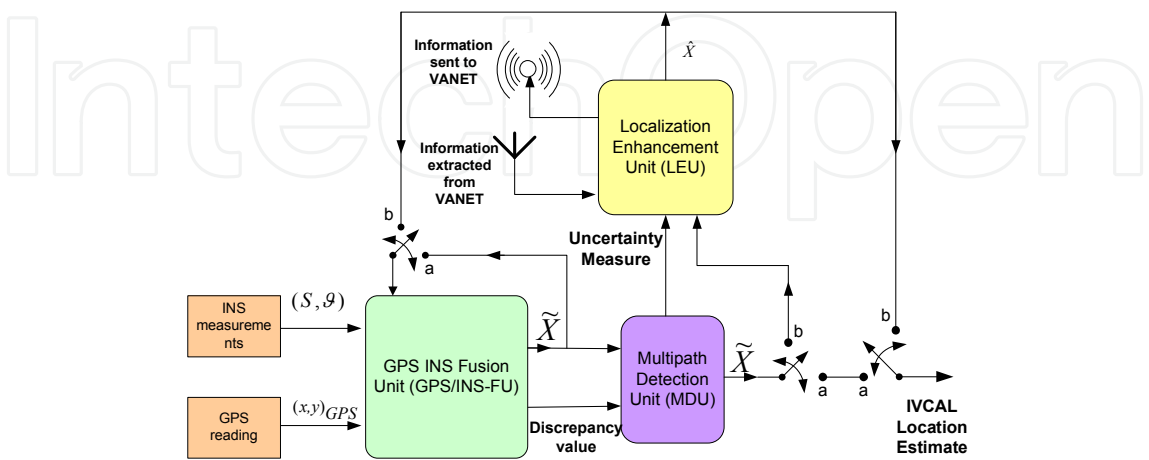 IntechOpen
Information
sent to
VANET
X̂
Localization
Enhancement
Unit (LEU)
Information
extracted
from
VANET
b
a
Uncertainty
Measure
INS
measureme
nts
(S,ϑ)
GPS INS Fusion
Unit (GPS/INS-FU)
X̃
Multipath
Detection
Unit (MDU)
X̃
b
a
b
a
GPS
reading
(x,y)GPS
Discrepancy
value
IVCAL
Location
Estimate